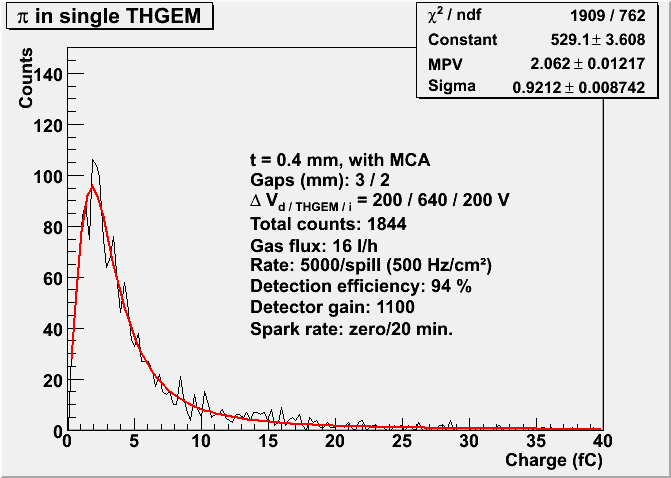 π in single THGEM
χ² / ndf 1909 / 762
Constant 529.1 ± 3.608
MPV 2.062 ± 0.01217
Sigma 0.9212 ± 0.008742
Counts
140
120
100
80
60
40
20
0
t = 0.4 mm, with MCA
Gaps (mm): 3 / 2
Δ V d / THGEM / i = 200 / 640 / 200 V
Total counts: 1844
Gas flux: 16 l/h
Rate: 5000/spill (500 Hz/cm²)
Detection efficiency: 94 %
Detector gain: 1100
Spark rate: zero/20 min.
0 5 10 15 20 25 30 35 40
Charge (fC)